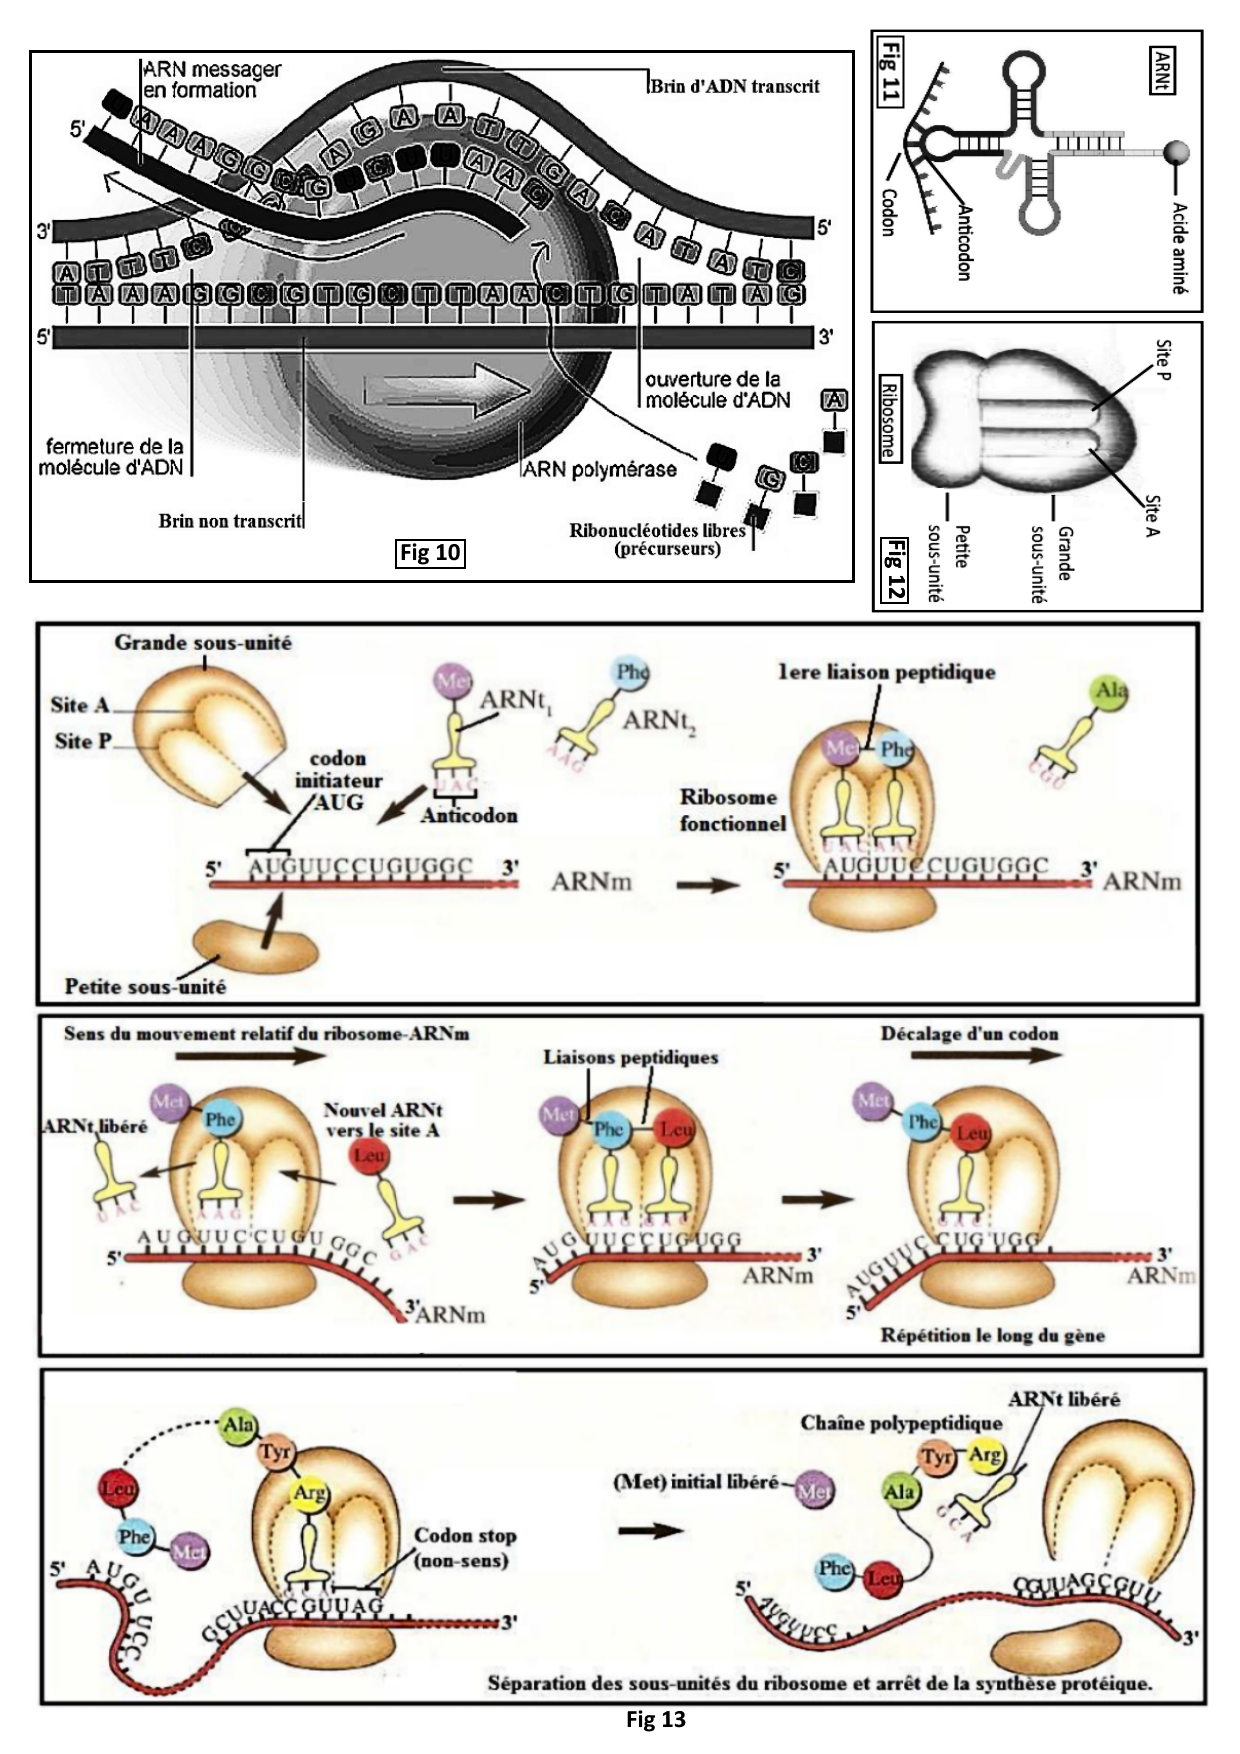 ARN messager
en formation
Brin d'ADN transcrit
5'
U A A A G G C G U C U U A A C
A G A A T T G A C A T A T C
3'
5'
A T T T C
T A A A G G C G T G C T T A A C T G T A T A G
5'
3'
ouverture de la
molécule d'ADN
fermeture de la
molécule d'ADN
ARN polymérase
A
U
G
C
Brin non transcrit
Ribonucléotides libres
(précurseurs)
Fig 10
Fig 11
ARNt
Codon
Anticodon
Acide aminé
Site P
Ribosome
Site A
Fig 12
Petite
sous-unité
Grande
sous-unité
Grande sous-unité
Site A
Site P
Met
ARNt1
Phe
ARNt2
AAG
codon
initiateur
AUG
UAC
Anticodon
5' AUGUUCCUGUGGC 3'
ARNm
Petite sous-unité
1ere liaison peptidique
Ala
Met Phe
CGU
Ribosome
fonctionnel
UAC AAG
5' AUGUUCCUGUGGC 3' ARNm
Sens du mouvement relatif du ribosome-ARNm
Met
Phe
ARNt libéré
Nouvel ARNt
vers le site A
Leu
UAC
AAG
GAC
AUGUUCCUGUGGC
5'
3' ARNm
Liaisons peptidiques
Met
Phe
Leu
AAG GAC
AUGUUCCUGUGG
5'
3'
ARNm
Décalage d'un codon
Met
Phe
Leu
GAC
AUGUUCCUGUGG
5'
3'
ARNm
Répétition le long du gène
Ala
Tyr
Arg
Leu
Phe
Met
Codon stop
(non-sens)
5' AUGUUCC
GCUUACCGUUAG
3'
ARNt libéré
Chaîne polypeptidique
Tyr Arg
(Met) initial libéré
Met
Ala
GCA
Phe
Leu
5'
AUGUUCC
CGUUAGCGUU
3'
Séparation des sous-unités du ribosome et arrêt de la synthèse protéique.
Fig 13